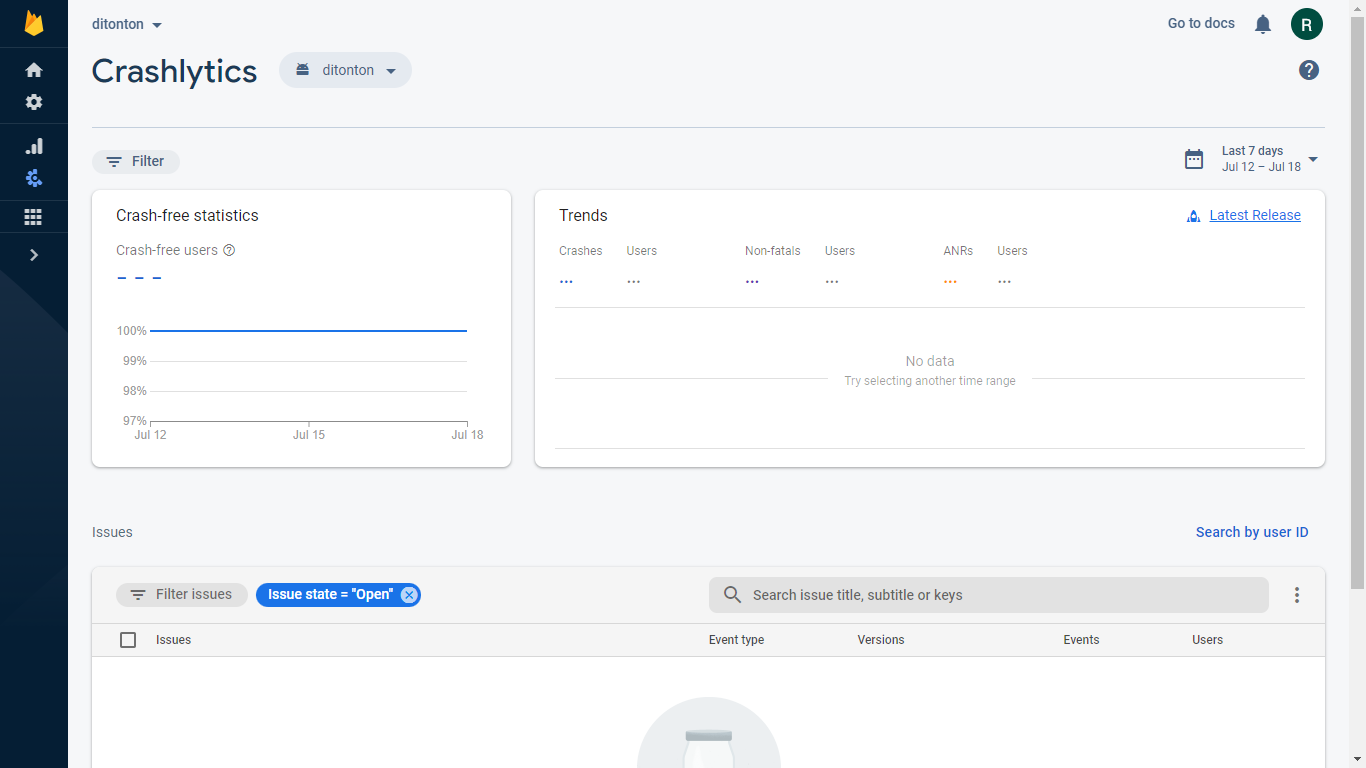 ditonton
Go to docs
R
Crashlytics
ditonton
?
Filter
Last 7 days
Jul 12 – Jul 18
Crash-free statistics
Crash-free users ?
– – –
100%
99%
98%
97%
Jul 12 Jul 15 Jul 18
Trends
Latest Release
Crashes Users Non-fatals Users ANRs Users
... ... ... ... ... ...
No data
Try selecting another time range
Issues
Search by user ID
Filter issues
Issue state = "Open"
Search issue title, subtitle or keys
Issues Event type Versions Events Users